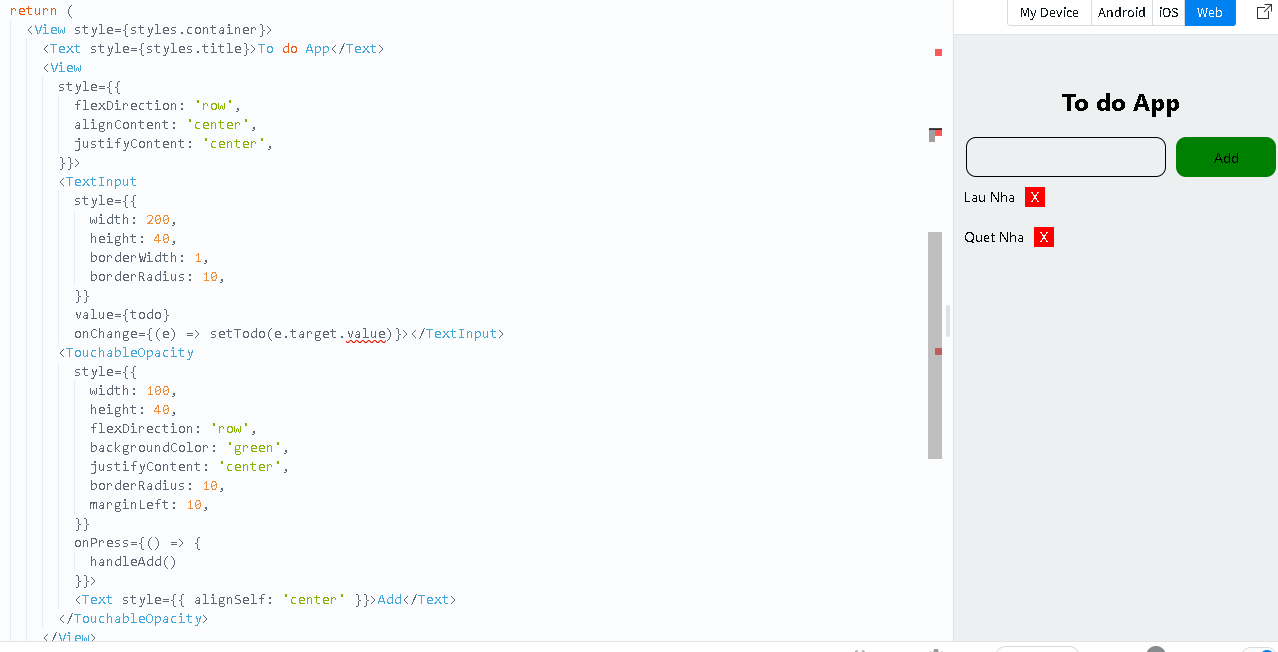 return (
<View style={styles.container}>
<Text style={styles.title}>To do App</Text>
<View
style={{
flexDirection: 'row',
alignContent: 'center',
justifyContent: 'center',
}}>
<TextInput
style={{
width: 200,
height: 40,
borderWidth: 1,
borderRadius: 10,
}}
value={todo}
onChange={(e) => setTodo(e.target.value)}></TextInput>
<TouchableOpacity
style={{
width: 100,
height: 40,
flexDirection: 'row',
backgroundColor: 'green',
justifyContent: 'center',
borderRadius: 10,
marginLeft: 10,
}}
onPress={() => {
handleAdd()
}}>
<Text style={{ alignSelf: 'center' }}>Add</Text>
</TouchableOpacity>
</View>
My Device Android iOS Web
To do App
Add
Lau Nha X
Quet Nha X